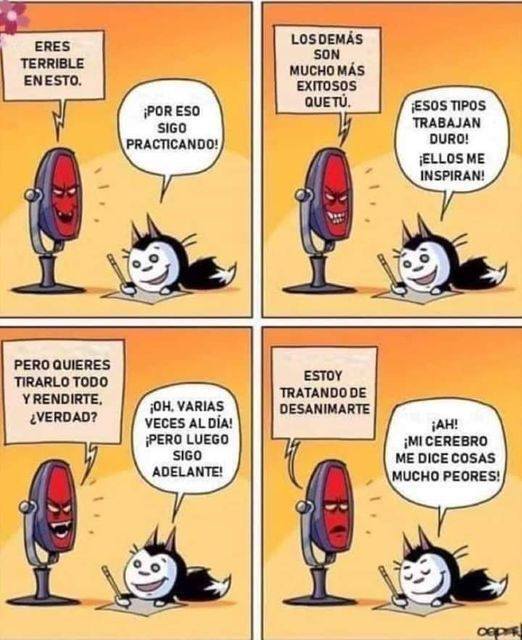 ERES
TERRIBLE
EN ESTO.
¡POR ESO
SIGO
PRACTICANDO!
LOS DEMÁS
SON
MUCHO MÁS
EXITOSOS
QUE TÚ.
¡ESOS TIPOS
TRABAJAN
DURO!
¡ELLOS ME
INSPIRAN!
PERO QUIERES
TIRARLO TODO
Y RENDIRTE,
¿VERDAD?
¡OH, VARIAS
VECES AL DÍA!
¡PERO LUEGO
SIGO
ADELANTE!
ESTOY
TRATANDO DE
DESANIMARTE
¡AH!
¡MI CEREBRO
ME DICE COSAS
MUCHO PEORES!